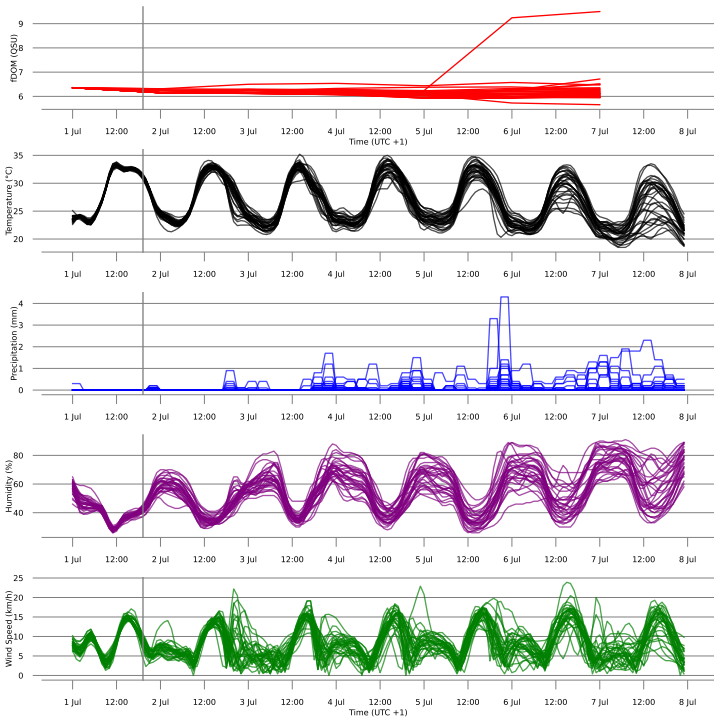 fDOM (QSU)
9
8
7
6
1 Jul 12:00 2 Jul 12:00 3 Jul 12:00 4 Jul 12:00 5 Jul 12:00 6 Jul 12:00 7 Jul 12:00 8 Jul
Time (UTC +1)
Temperature (°C)
35
30
25
20
1 Jul 12:00 2 Jul 12:00 3 Jul 12:00 4 Jul 12:00 5 Jul 12:00 6 Jul 12:00 7 Jul 12:00 8 Jul
Precipitation (mm)
4
3
2
1
0
1 Jul 12:00 2 Jul 12:00 3 Jul 12:00 4 Jul 12:00 5 Jul 12:00 6 Jul 12:00 7 Jul 12:00 8 Jul
Humidity (%)
80
60
40
1 Jul 12:00 2 Jul 12:00 3 Jul 12:00 4 Jul 12:00 5 Jul 12:00 6 Jul 12:00 7 Jul 12:00 8 Jul
Wind Speed (km/h)
25
20
15
10
5
0
1 Jul 12:00 2 Jul 12:00 3 Jul 12:00 4 Jul 12:00 5 Jul 12:00 6 Jul 12:00 7 Jul 12:00 8 Jul
Time (UTC +1)